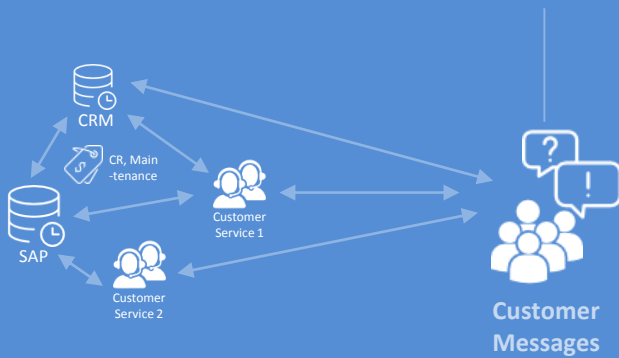 CRM
CR, Main
-tenance
Customer
Service 1
SAP
Customer
Service 2
?
!
Customer
Messages